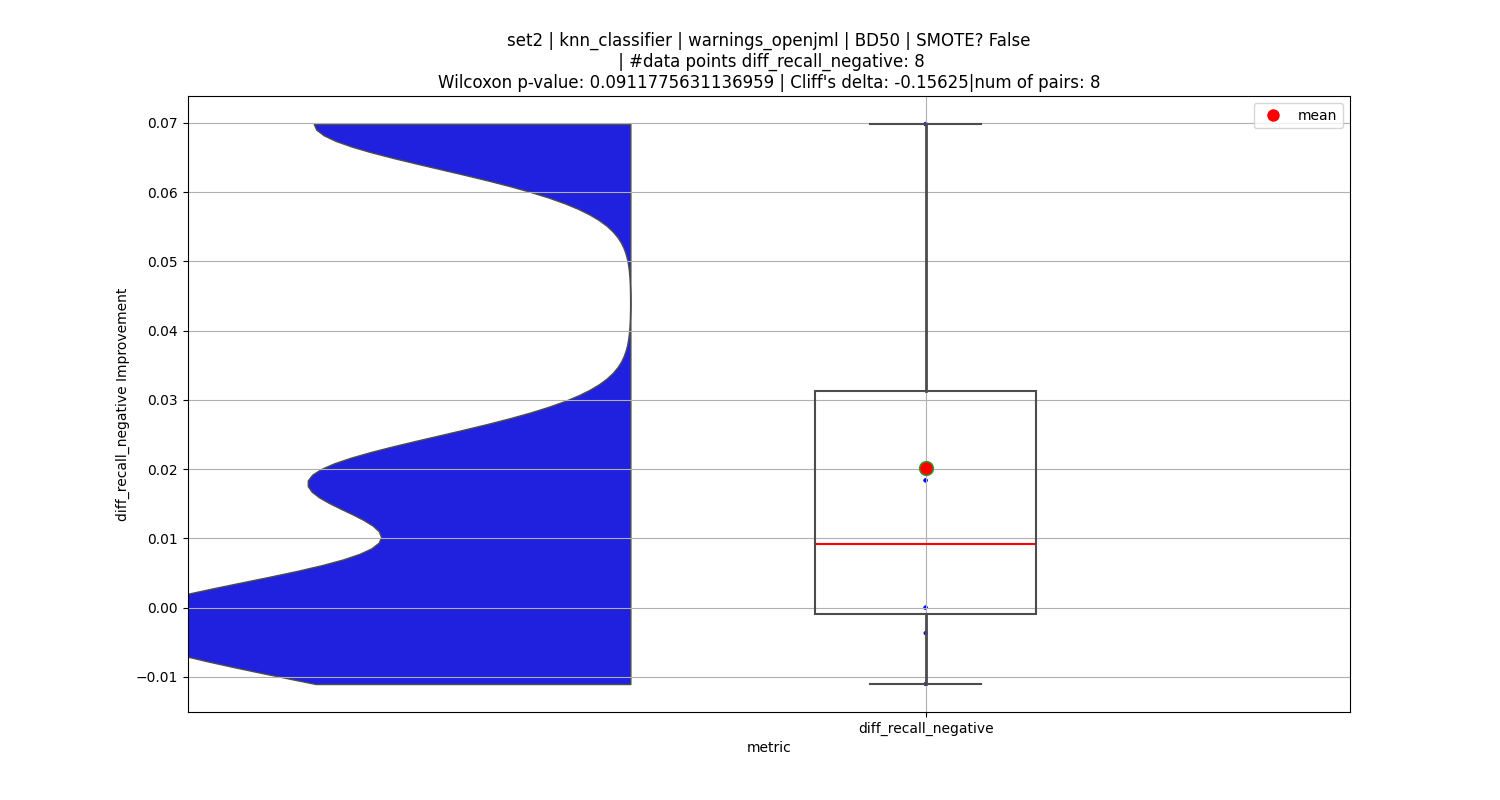 set2 | knn_classifier | warnings_openjml | BD50 | SMOTE? False
| #data points diff_recall_negative: 8
Wilcoxon p-value: 0.0911775631136959 | Cliff's delta: -0.15625|num of pairs: 8
mean
0.07
0.06
0.05
0.04
0.03
0.02
0.01
0.00
−0.01
diff_recall_negative Improvement
diff_recall_negative
metric